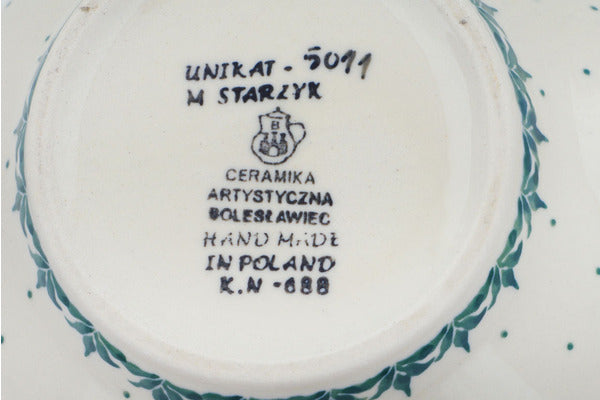 UNIKAT - 5011
M STARZYK
B
CERAMIKA
ARTYSTYCZNA
BOLESŁAWIEC
HAND MADE
IN POLAND
K.N - 688